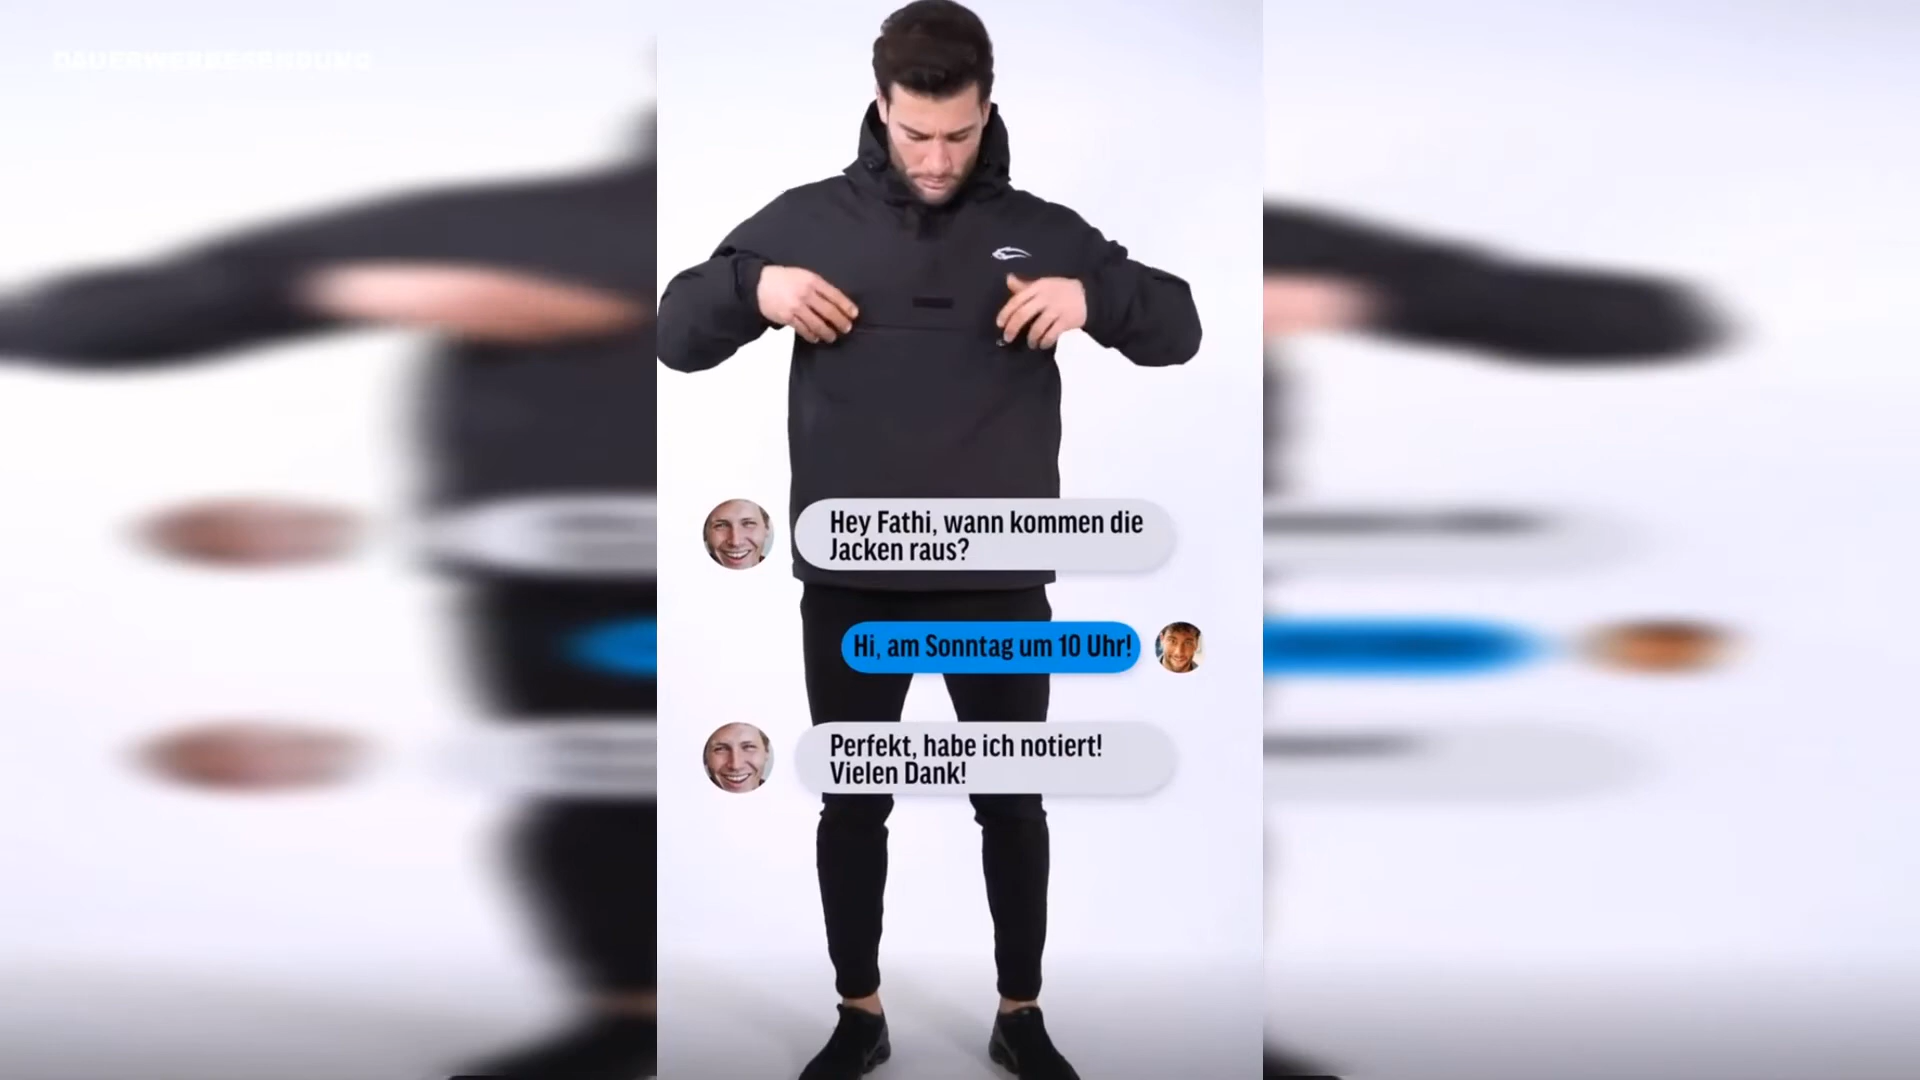 DAUERWERBESENDUNG
Hey Fathi, wann kommen die
Jacken raus?
Hi, am Sonntag um 10 Uhr!
Perfekt, habe ich notiert!
Vielen Dank!